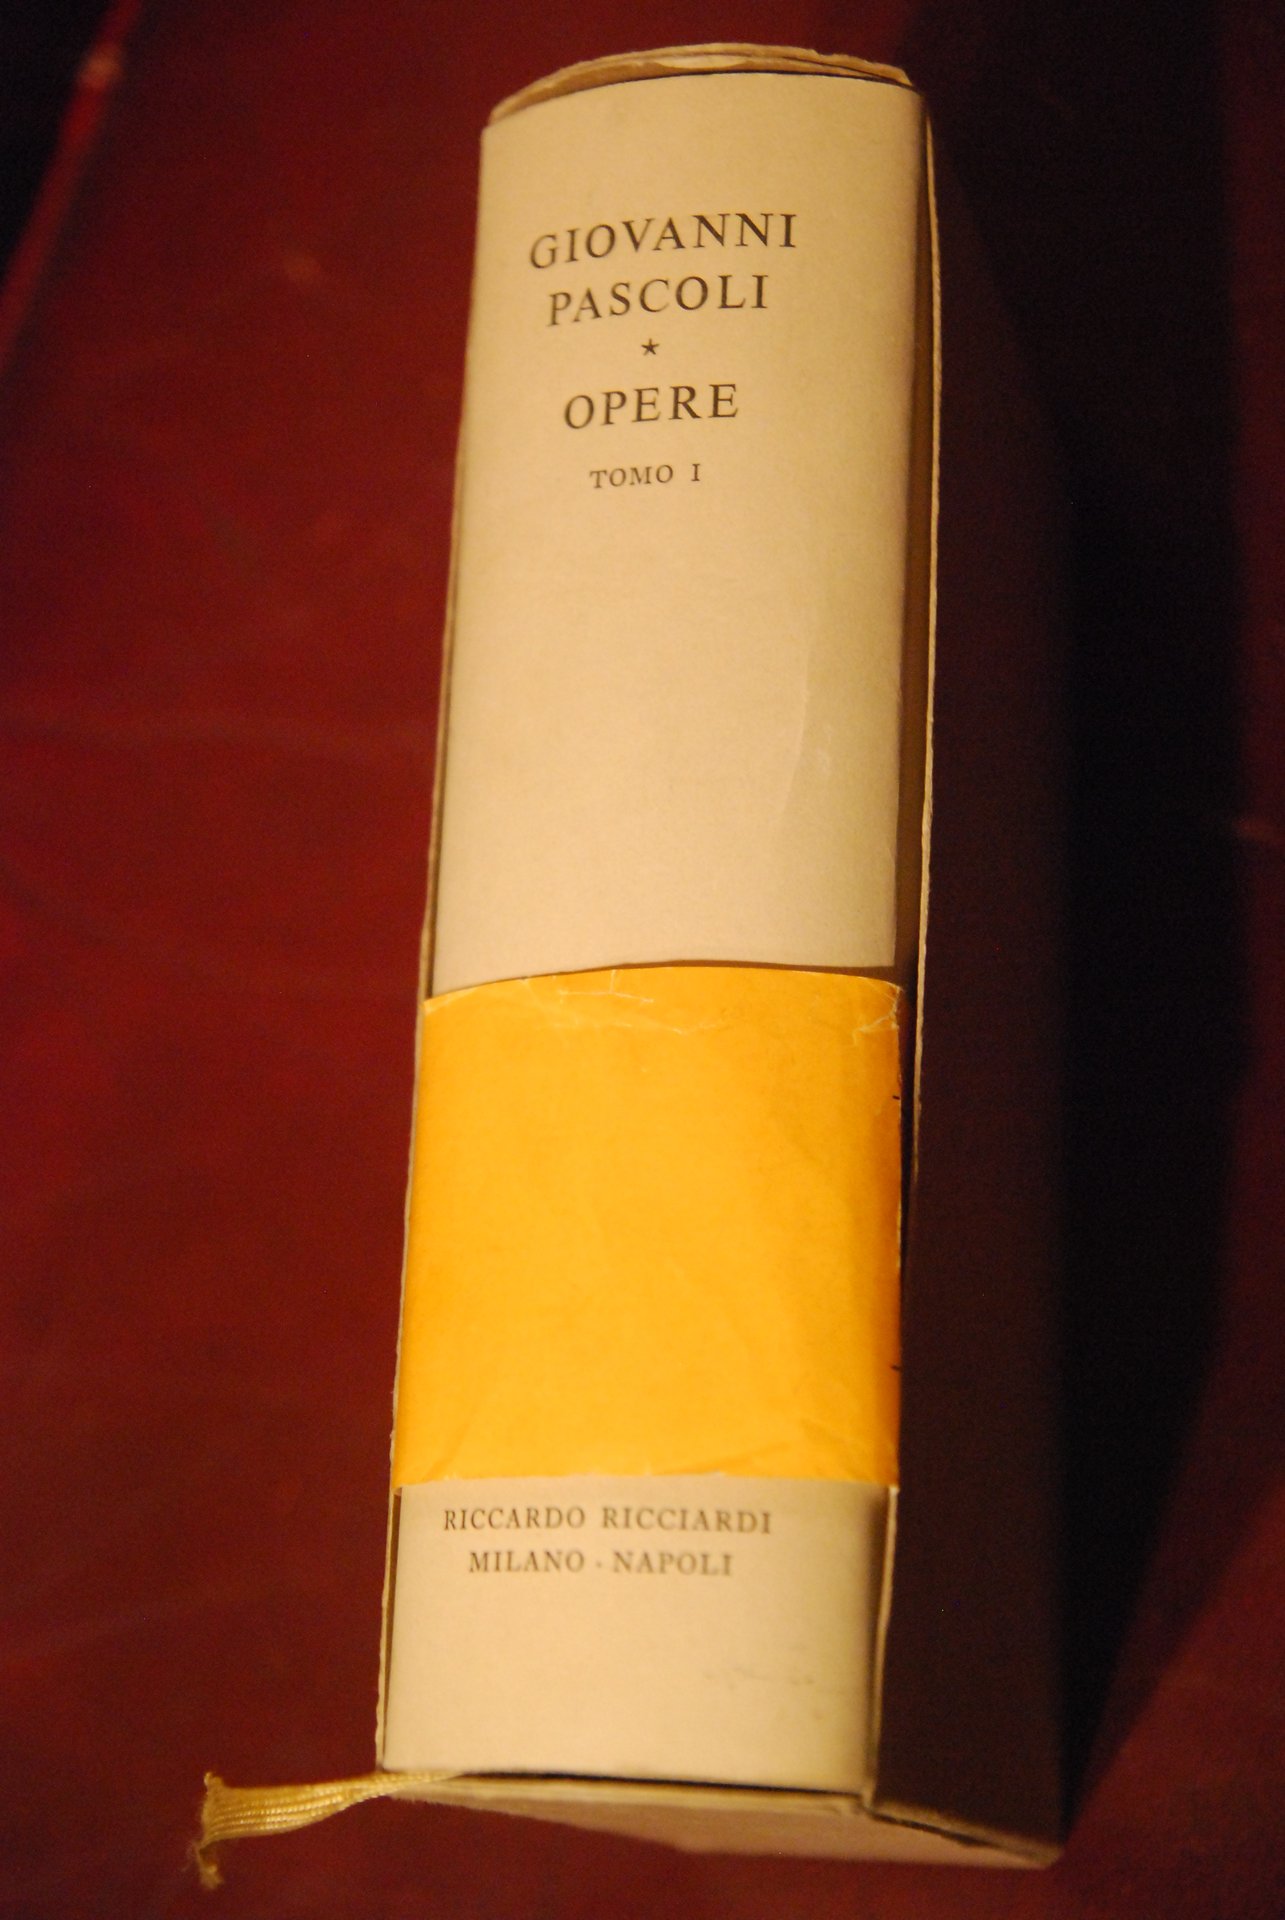 GIOVANNI
PASCOLI
★
OPERE
TOMO I
RICCARDO RICCIARDI
MILANO · NAPOLI